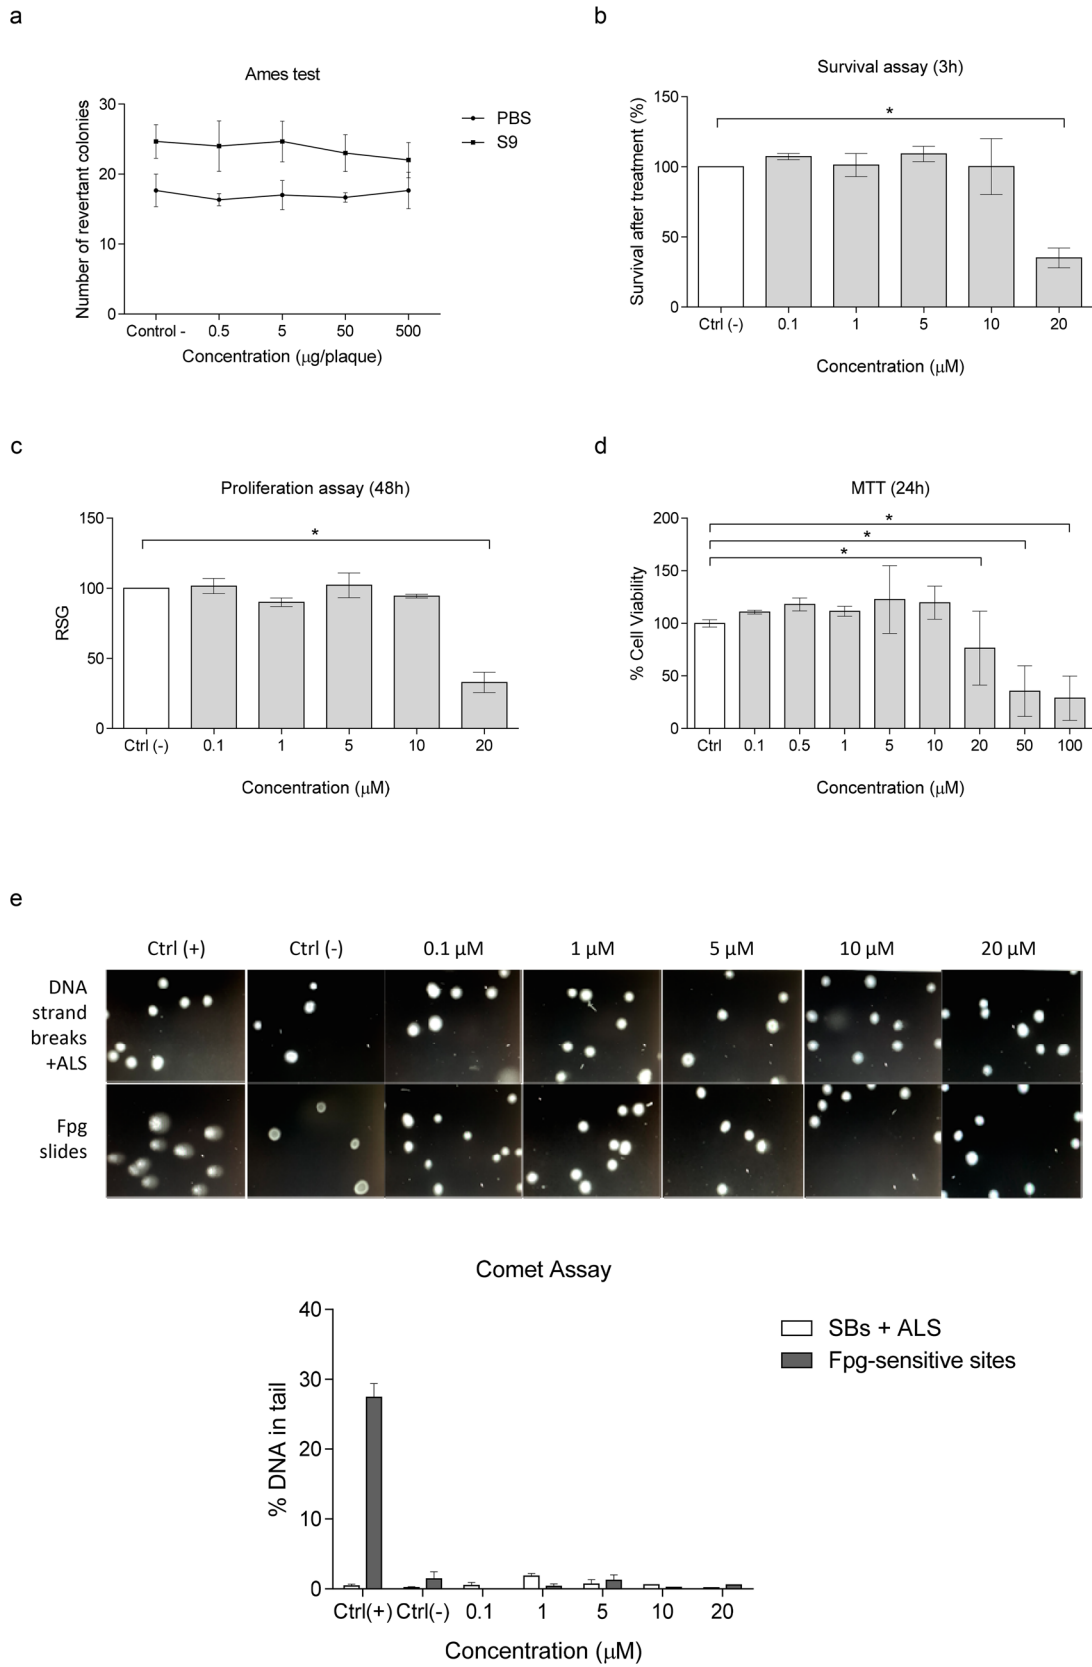 a
Ames test
Number of revertant colonies
30
20
10
0
Control -
0.5
5
50
500
Concentration (μg/plaque)
PBS
S9
b
Survival assay (3h)
Survival after treatment (%)
150
100
50
0
*
Ctrl (-)
0.1
1
5
10
20
Concentration (μM)
c
Proliferation assay (48h)
RSG
150
100
50
0
*
Ctrl (-)
0.1
1
5
10
20
Concentration (μM)
d
MTT (24h)
% Cell Viability
200
150
100
50
0
*
*
*
Ctrl
0.1
0.5
1
5
10
20
50
100
Concentration (μM)
e
Ctrl (+)
Ctrl (-)
0.1 μM
1 μM
5 μM
10 μM
20 μM
DNA
strand
breaks
+ALS
Fpg
slides
Comet Assay
% DNA in tail
40
30
20
10
0
SBs + ALS
Fpg-sensitive sites
Ctrl(+)
Ctrl(-)
0.1
1
5
10
20
Concentration (μM)